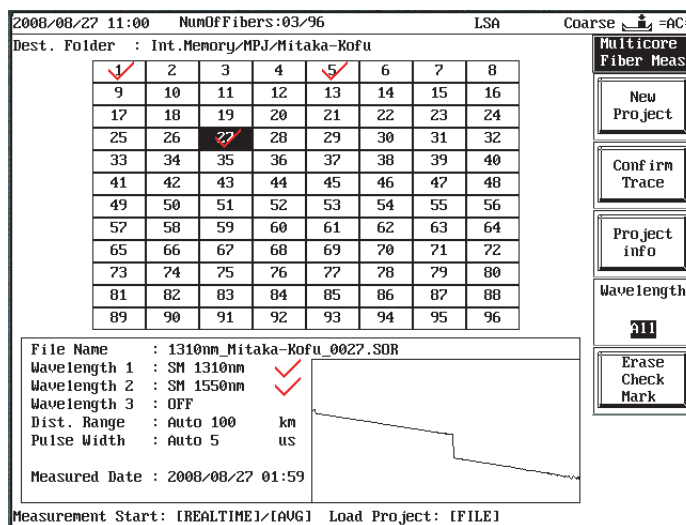 2008/08/27 11:00 NumOfFibers:03/96 LSA Coarse =AC=
Dest. Folder : Int.Memory/MPJ/Mitaka-Kofu
Multicore
Fiber Meas
1 2 3 4 5 6 7 8
9 10 11 12 13 14 15 16
17 18 19 20 21 22 23 24
25 26 27 28 29 30 31 32
33 34 35 36 37 38 39 40
41 42 43 44 45 46 47 48
49 50 51 52 53 54 55 56
57 58 59 60 61 62 63 64
65 66 67 68 69 70 71 72
73 74 75 76 77 78 79 80
81 82 83 84 85 86 87 88
89 90 91 92 93 94 95 96
New
Project
Confirm
Trace
Project
info
Wavelength
All
Erase
Check
Mark
File Name : 1310nm_Mitaka-Kofu_0027.SOR
Wavelength 1 : SM 1310nm
Wavelength 2 : SM 1550nm
Wavelength 3 : OFF
Dist. Range : Auto 100 km
Pulse Width : Auto 5 us
Measured Date : 2008/08/27 01:59
Measurement Start: [REALTIME]/[AVG] Load Project: [FILE]